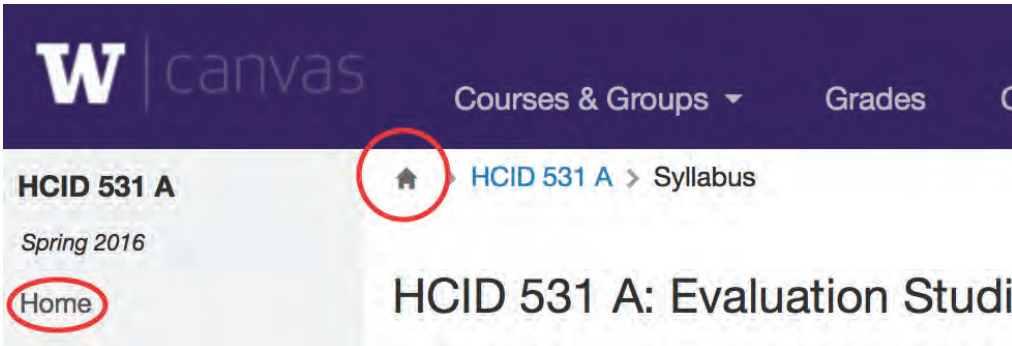 W canvas
Courses & Groups Grades
HCID 531 A > Syllabus
HCID 531 A
Spring 2016
Home
HCID 531 A: Evaluation Studi